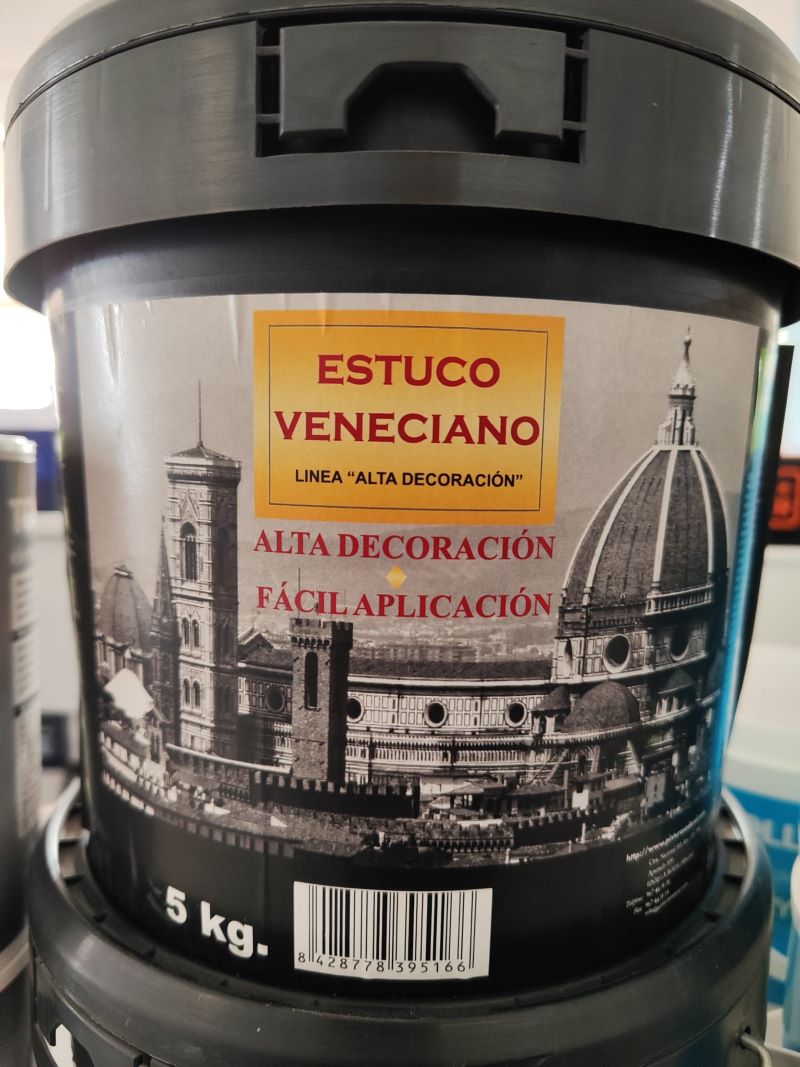 ESTUCO
VENECIANO
LINEA “ALTA DECORACIÓN”
ALTA DECORACIÓN
FÁCIL APLICACIÓN
5 kg.
8 428778 395166